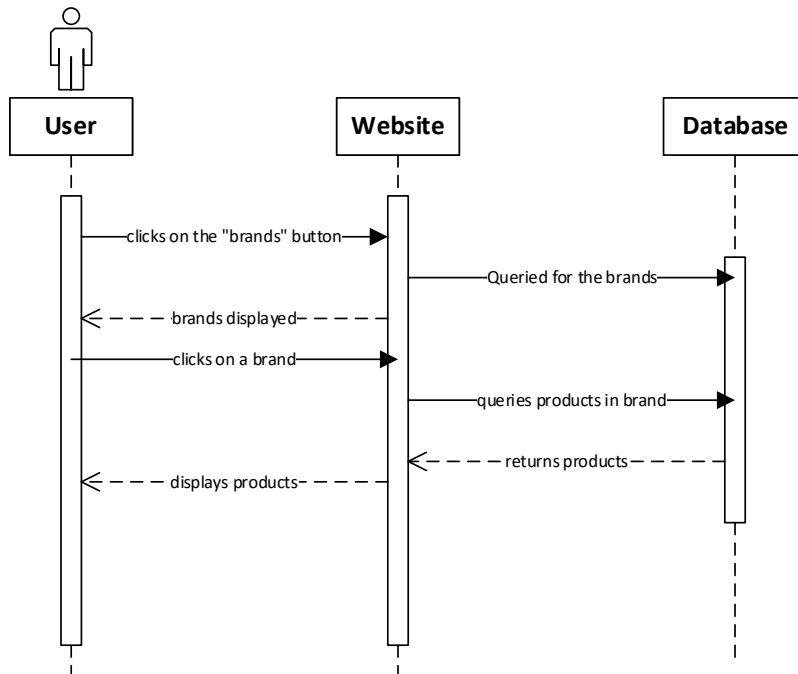 User
Website
Database
clicks on the "brands" button
Queried for the brands
brands displayed
clicks on a brand
queries products in brand
returns products
displays products